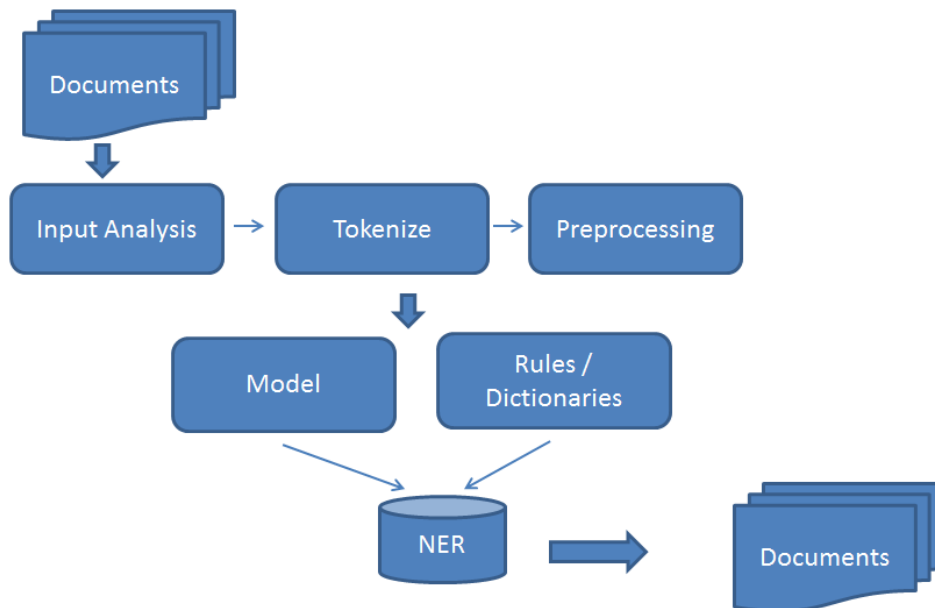 Documents
Input Analysis
Tokenize
Preprocessing
Model
Rules /
Dictionaries
NER
Documents